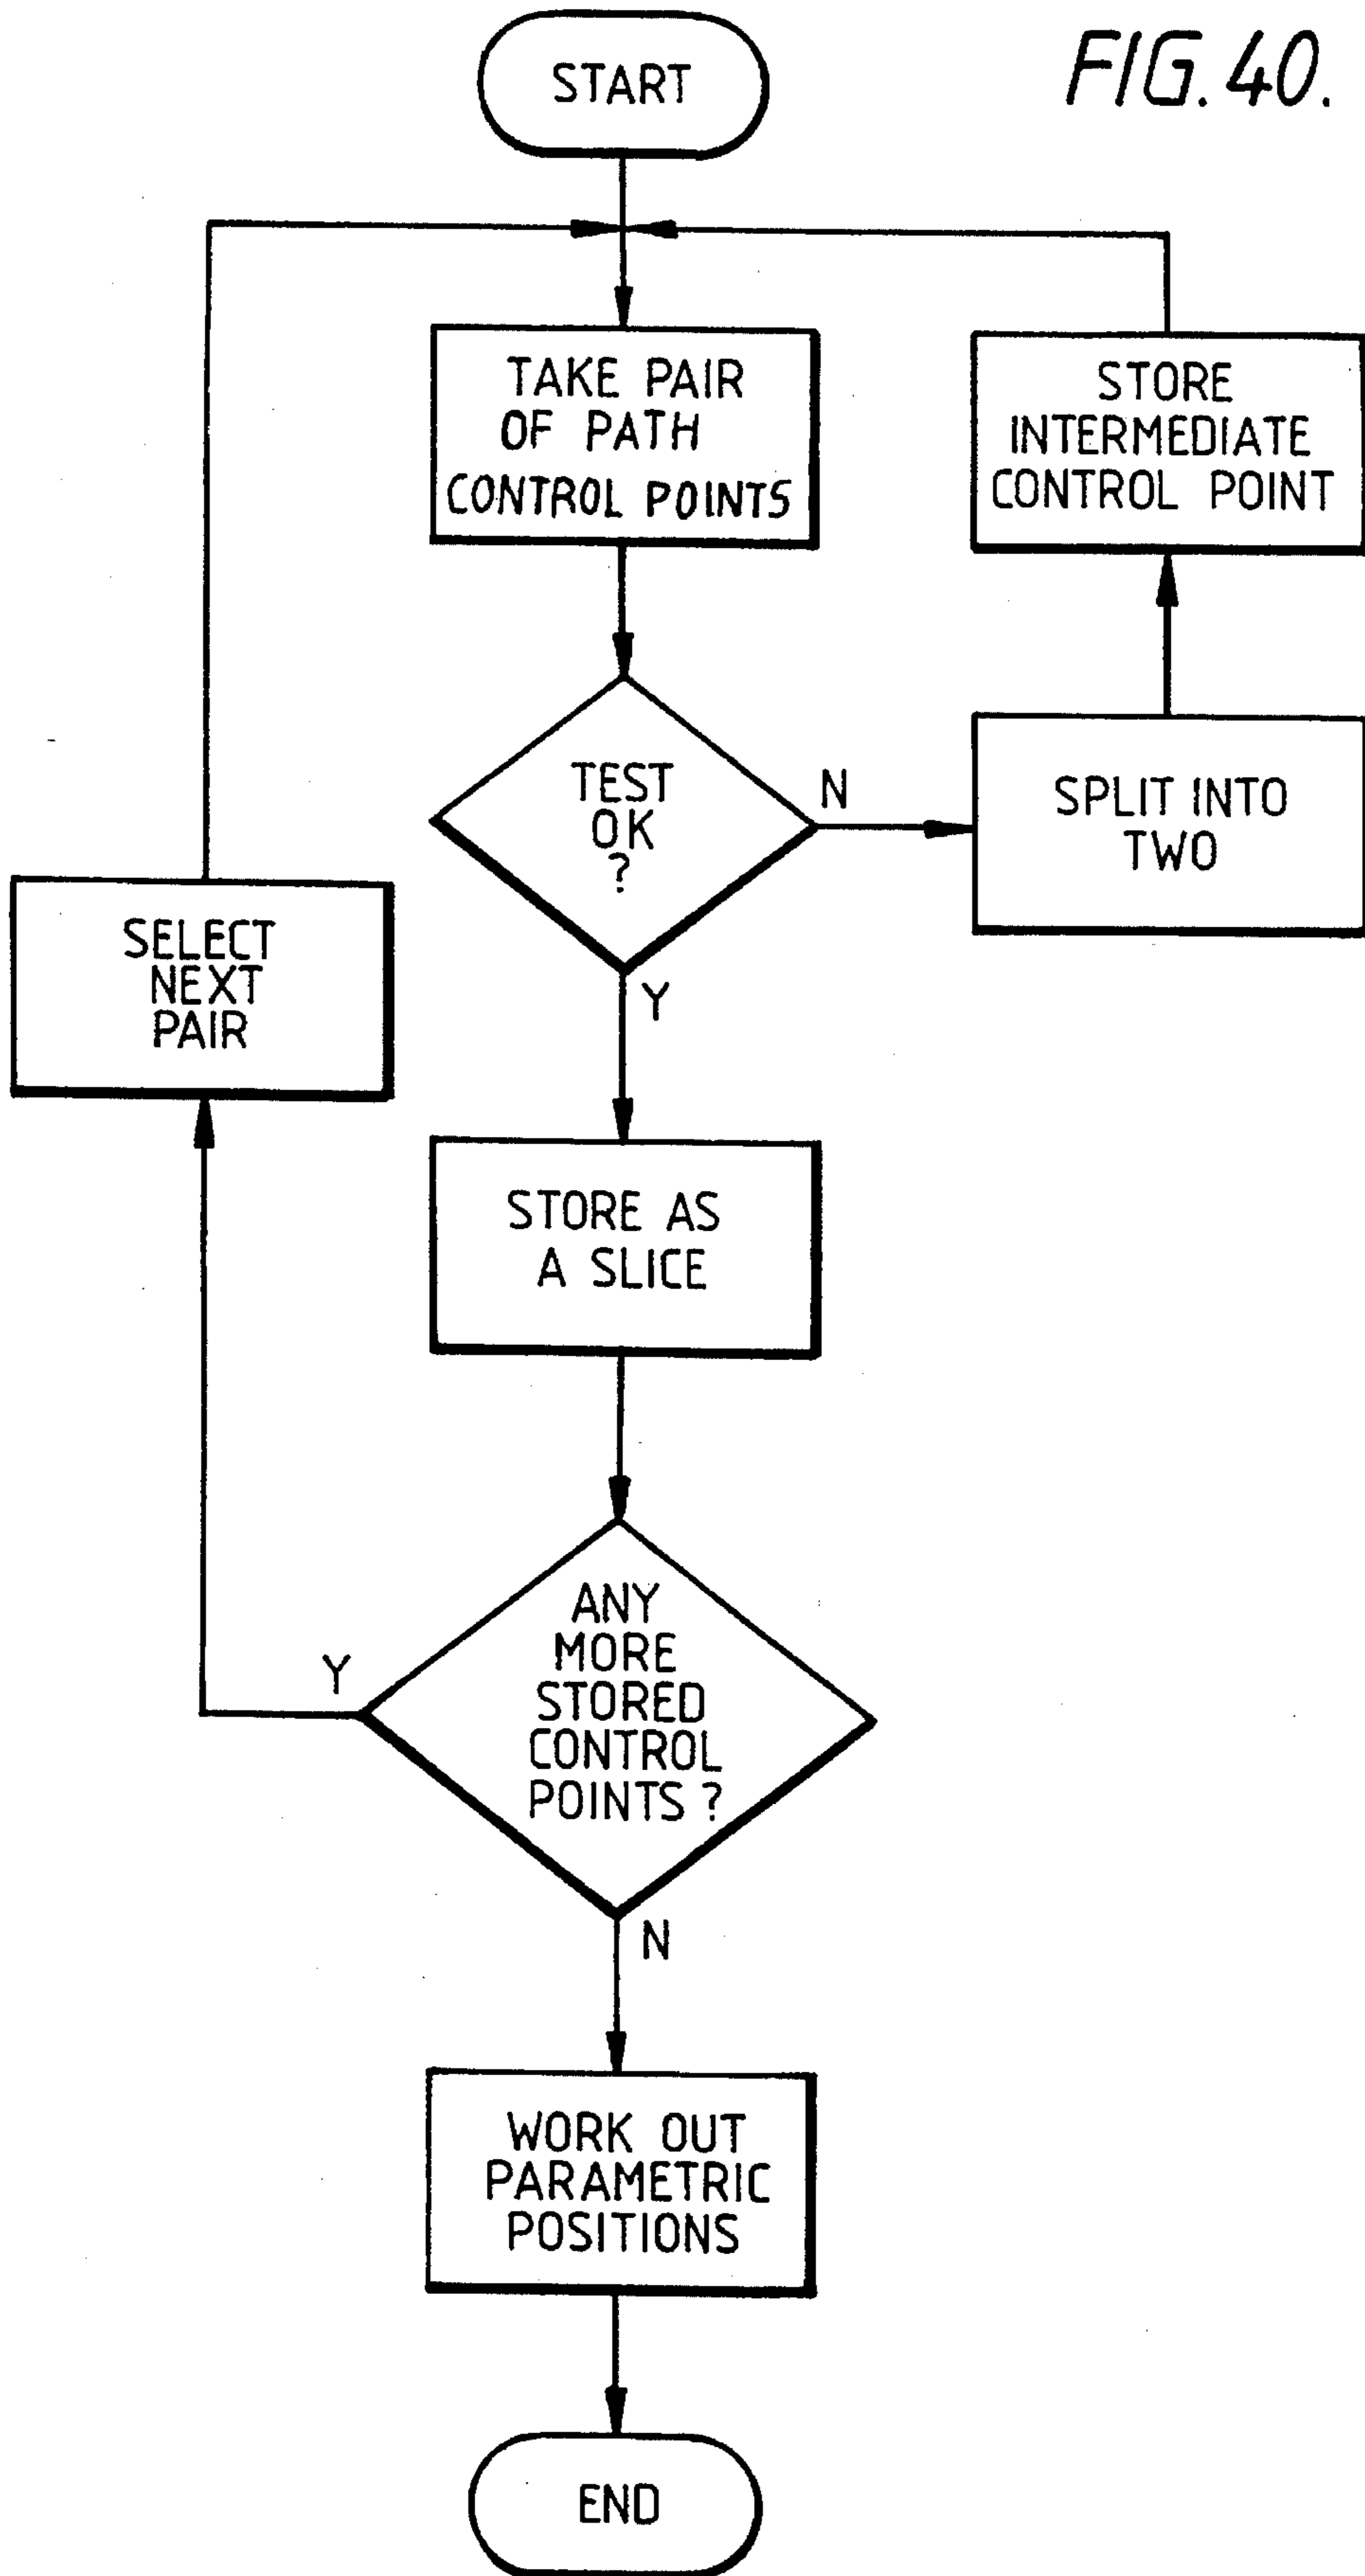 FIG. 40.
START
TAKE PAIR
OF PATH
CONTROL POINTS
STORE
INTERMEDIATE
CONTROL POINT
TEST
OK
?
N
SPLIT INTO
TWO
Y
SELECT
NEXT
PAIR
STORE AS
A SLICE
ANY
MORE
STORED
CONTROL
POINTS ?
Y
N
WORK OUT
PARAMETRIC
POSITIONS
END